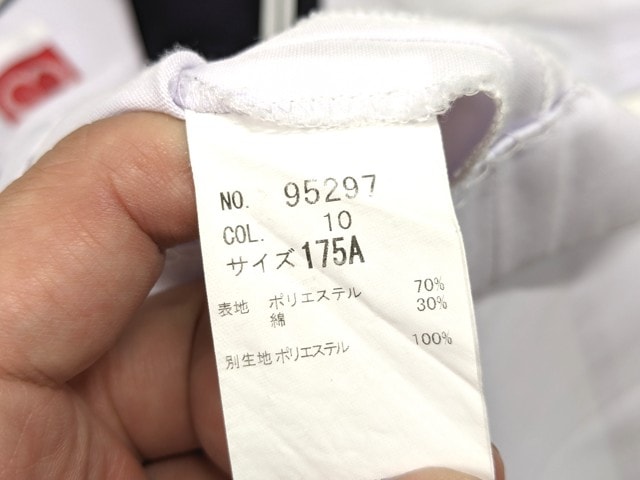 NO. 95297
COL. 10
サイズ 175A
表地 ポリエステル 70%
綿 30%
別生地 ポリエステル 100%